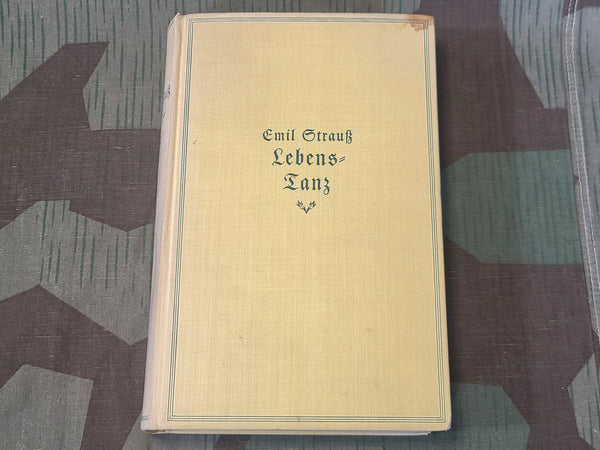 Emil Strauß
Lebens-
Tanz